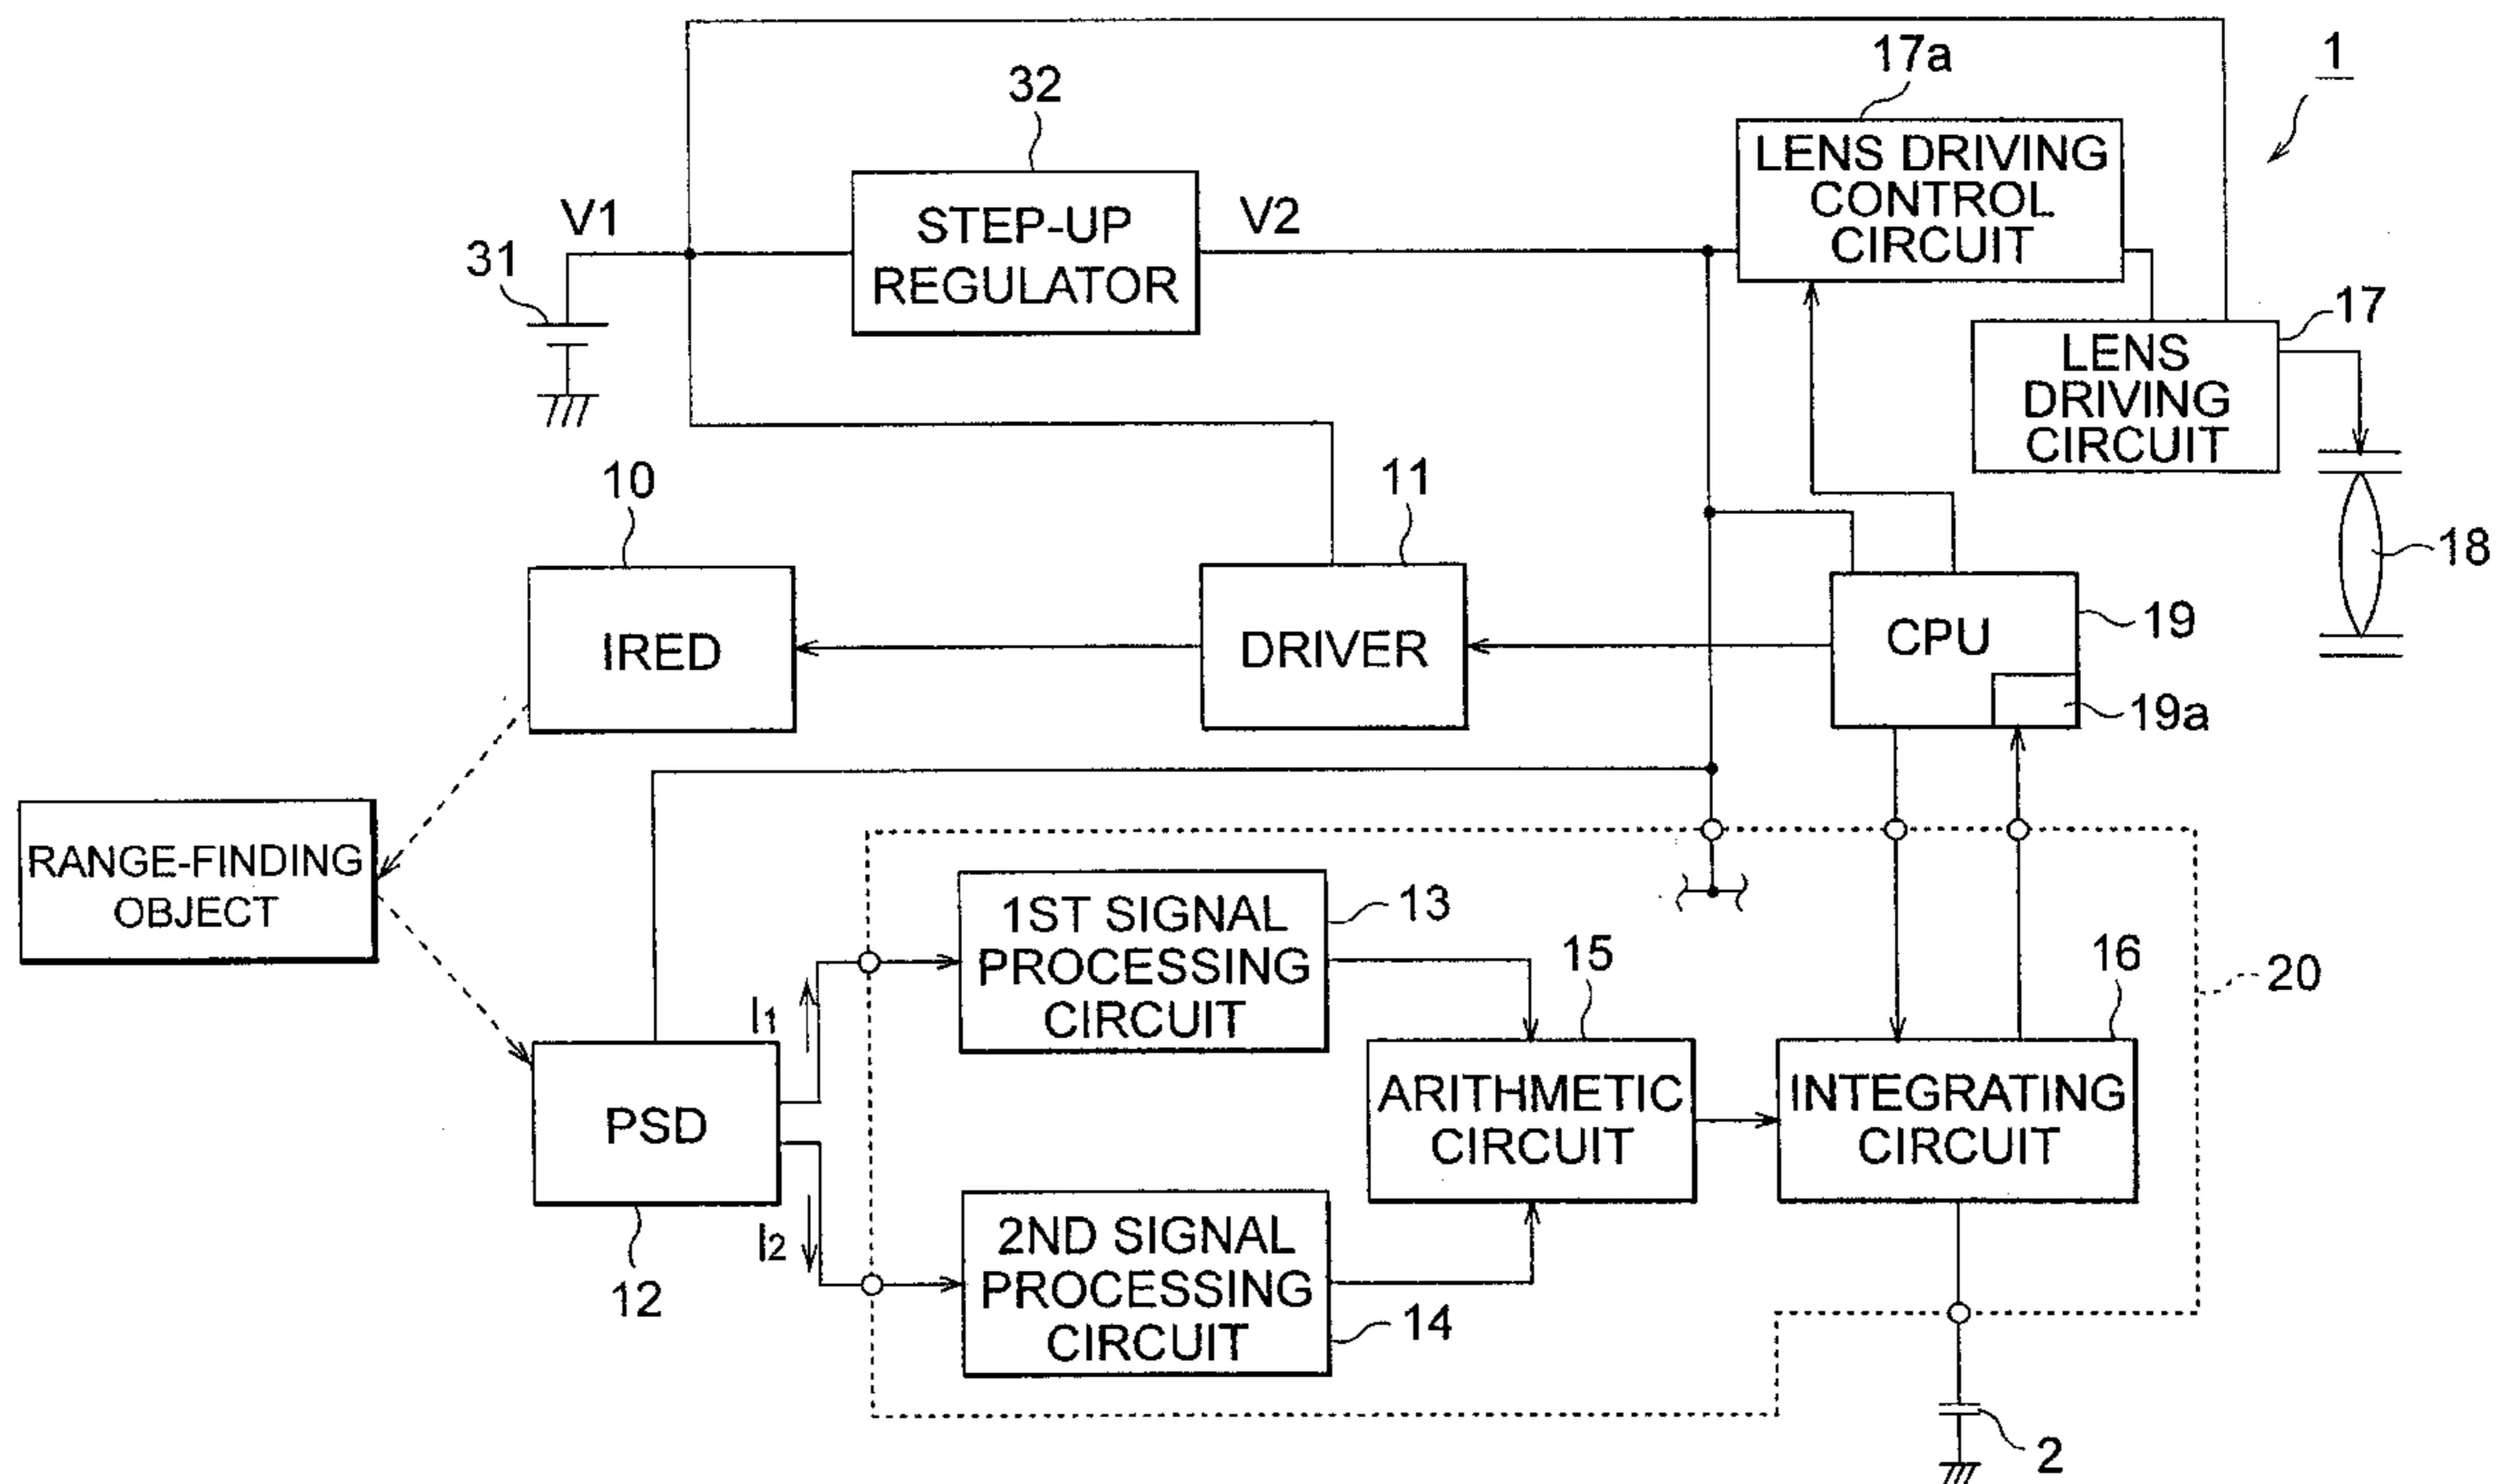 17a
1
32
LENS DRIVING
CONTROL
CIRCUIT
V1
STEP-UP
REGULATOR
V2
31
17
LENS
DRIVING
CIRCUIT
10
11
18
IRED
DRIVER
CPU
19
19a
RANGE-FINDING
OBJECT
1ST SIGNAL
PROCESSING
CIRCUIT
13
15
16
20
I1
PSD
ARITHMETIC
CIRCUIT
INTEGRATING
CIRCUIT
I2
12
2ND SIGNAL
PROCESSING
CIRCUIT
14
2